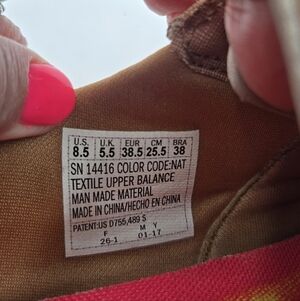 U.S. U.K. EUR CM BRA
8.5 5.5 38.5 25.5 38
SN 14416 COLOR CODE:NAT
TEXTILE UPPER BALANCE
MAN MADE MATERIAL
MADE IN CHINA/HECHO EN CHINA
PATENT:US D755,489 S
F M Y
26-1 01-17